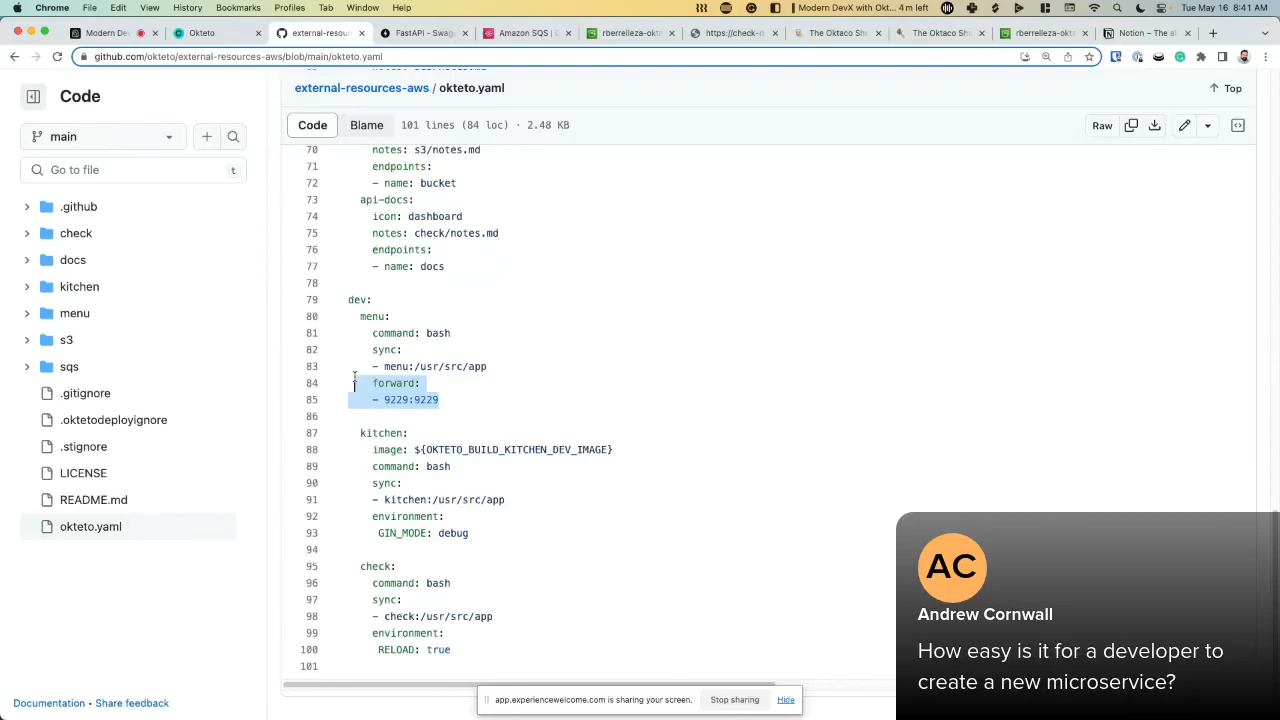 Chrome File Edit View History Bookmarks Profiles Tab Window Help Modern DevX with Okt... 4m left Tue May 16 8:41 AM
Modern De Okteto external-resou FastAPI - Swag Amazon SQS | C rberrelleza-okt https://check- The Oktaco Sh The Oktaco Sh rberrelleza-okt Notion – The al
github.com/okteto/external-resources-aws/blob/main/okteto.yaml
Code
main
Go to file t
.github
check
docs
kitchen
menu
s3
sqs
.gitignore
.oktetodeployignore
.stignore
LICENSE
README.md
okteto.yaml
Documentation • Share feedback
external-resources-aws / okteto.yaml Top
Code Blame 101 lines (84 loc) · 2.48 KB Raw
70 notes: s3/notes.md
71 endpoints:
72 - name: bucket
73 api-docs:
74 icon: dashboard
75 notes: check/notes.md
76 endpoints:
77 - name: docs
78
79 dev:
80 menu:
81 command: bash
82 sync:
83 - menu:/usr/src/app
84 forward:
85 - 9229:9229
86
87 kitchen:
88 image: ${OKTETO_BUILD_KITCHEN_DEV_IMAGE}
89 command: bash
90 sync:
91 - kitchen:/usr/src/app
92 environment:
93 GIN_MODE: debug
94
95 check:
96 command: bash
97 sync:
98 - check:/usr/src/app
99 environment:
100 RELOAD: true
101
app.experiencewelcome.com is sharing your screen. Stop sharing Hide
AC
Andrew Cornwall
How easy is it for a developer to
create a new microservice?